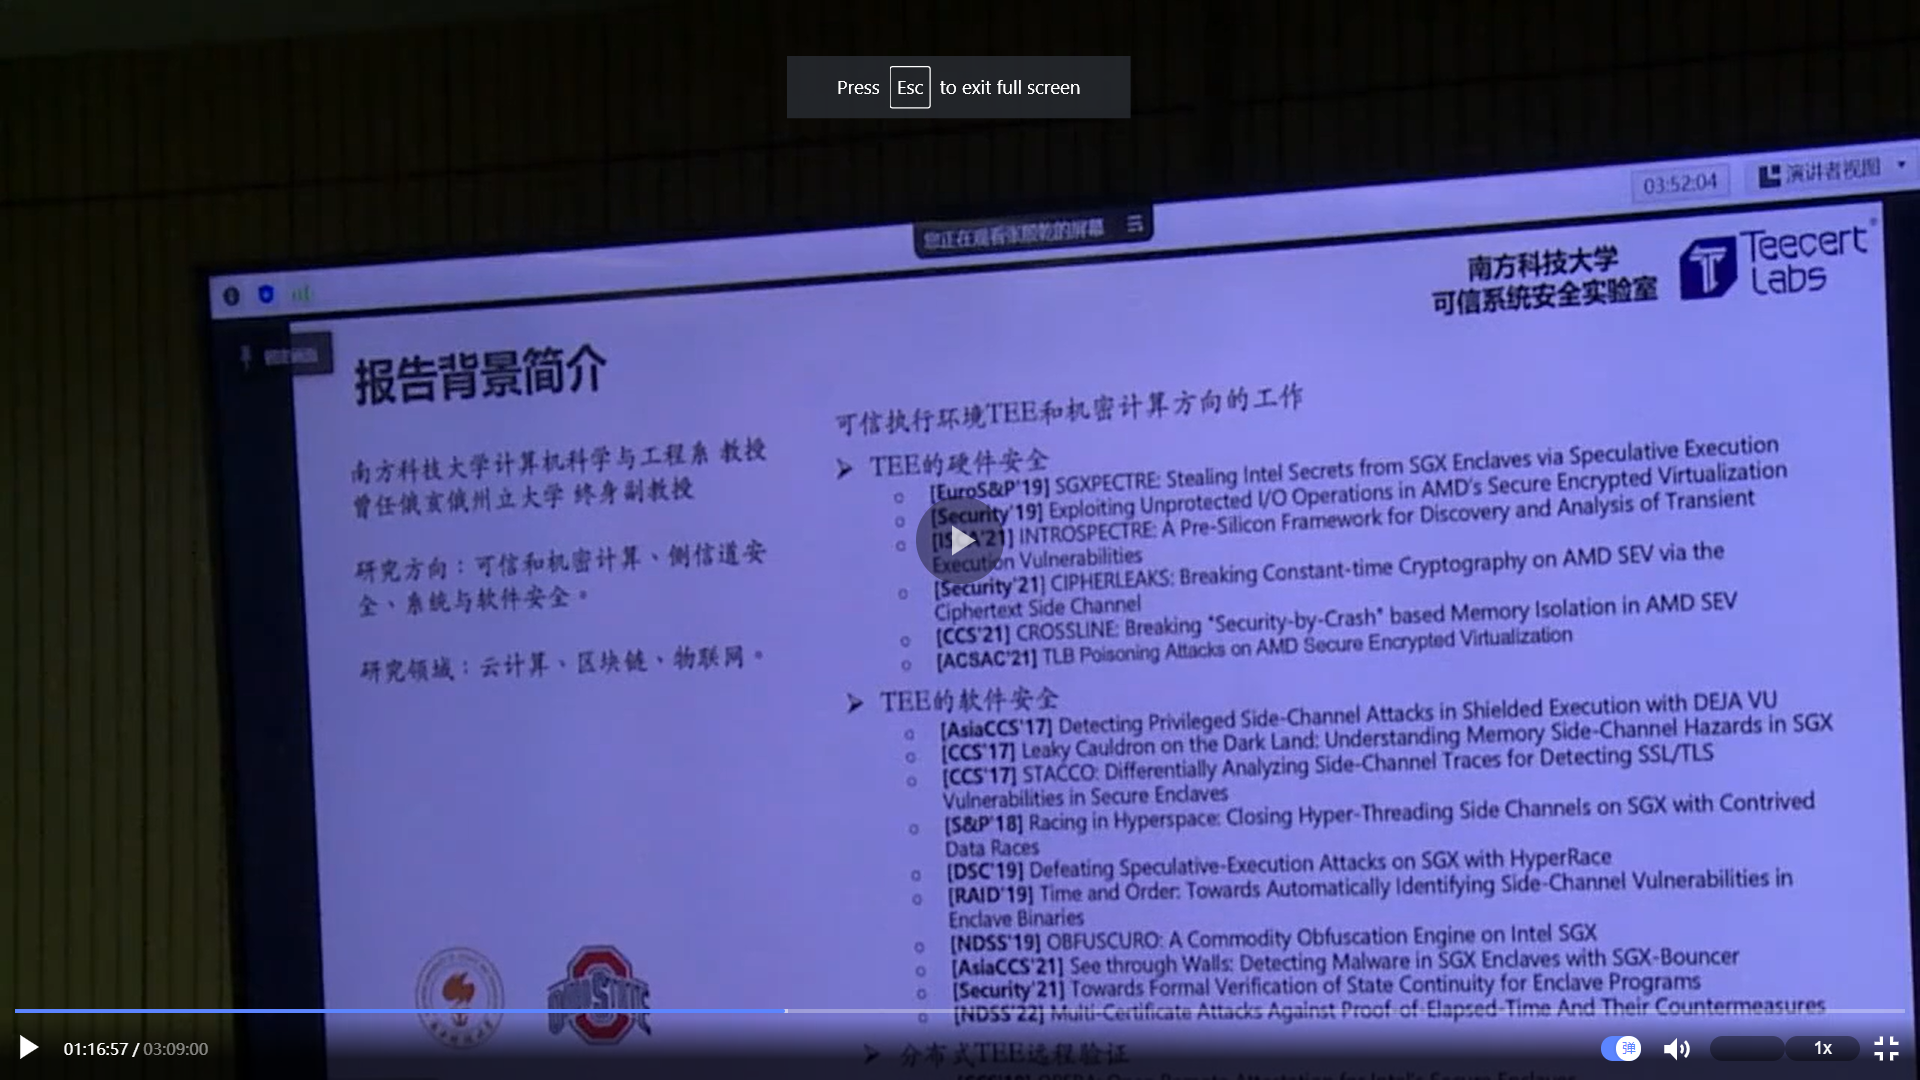 Press Esc to exit full screen
03:52:04
演讲者视图
您正在观看张殷乾的屏幕
南方科技大学
可信系统安全实验室
Teecert
Labs
报告背景简介
南方科技大学计算机科学与工程系 教授
曾任俄亥俄州立大学 终身副教授
研究方向：可信和机密计算、侧信道安
全、系统与软件安全。
研究领域：云计算、区块链、物联网。
可信执行环境TEE和机密计算方向的工作
TEE的硬件安全
[EuroS&P'19] SGXPECTRE: Stealing Intel Secrets from SGX Enclaves via Speculative Execution
[Security'19] Exploiting Unprotected I/O Operations in AMD's Secure Encrypted Virtualization
[ISCA'21] INTROSPECTRE: A Pre-Silicon Framework for Discovery and Analysis of Transient
Execution Vulnerabilities
[Security'21] CIPHERLEAKS: Breaking Constant-time Cryptography on AMD SEV via the
Ciphertext Side Channel
[CCS'21] CROSSLINE: Breaking "Security-by-Crash" based Memory Isolation in AMD SEV
[ACSAC'21] TLB Poisoning Attacks on AMD Secure Encrypted Virtualization
TEE的软件安全
[AsiaCCS'17] Detecting Privileged Side-Channel Attacks in Shielded Execution with DEJA VU
[CCS'17] Leaky Cauldron on the Dark Land: Understanding Memory Side-Channel Hazards in SGX
[CCS'17] STACCO: Differentially Analyzing Side-Channel Traces for Detecting SSL/TLS
Vulnerabilities in Secure Enclaves
[S&P'18] Racing in Hyperspace: Closing Hyper-Threading Side Channels on SGX with Contrived
Data Races
[DSC'19] Defeating Speculative-Execution Attacks on SGX with HyperRace
[RAID'19] Time and Order: Towards Automatically Identifying Side-Channel Vulnerabilities in
Enclave Binaries
[NDSS'19] OBFUSCURO: A Commodity Obfuscation Engine on Intel SGX
[AsiaCCS'21] See through Walls: Detecting Malware in SGX Enclaves with SGX-Bouncer
[Security'21] Towards Formal Verification of State Continuity for Enclave Programs
[NDSS'22] Multi-Certificate Attacks Against Proof-of-Elapsed-Time And Their Countermeasures
分布式TEE远程验证
OHIO STATE
01:16:57 / 03:09:00
弹
1x